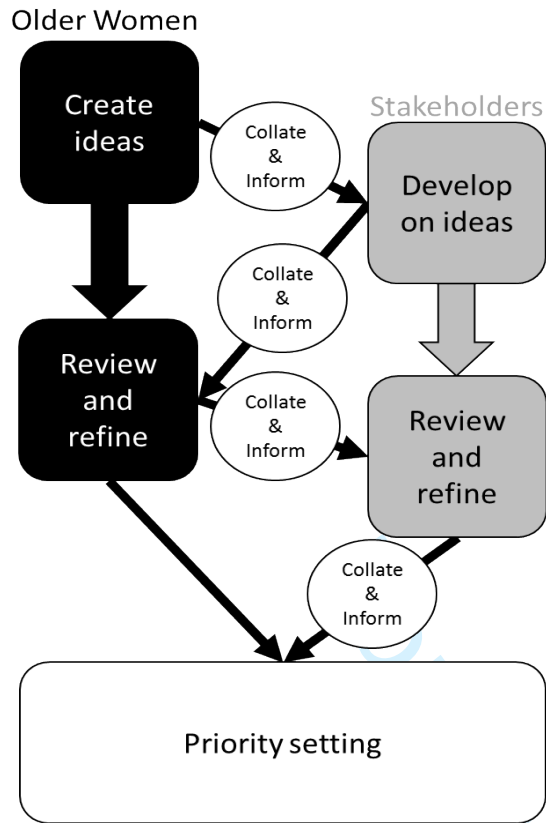 Older Women
Create
ideas
Collate
&
Inform
Stakeholders
Develop
on ideas
Collate
&
Inform
Review
and
refine
Collate
&
Inform
Review
and
refine
Collate
&
Inform
Priority setting